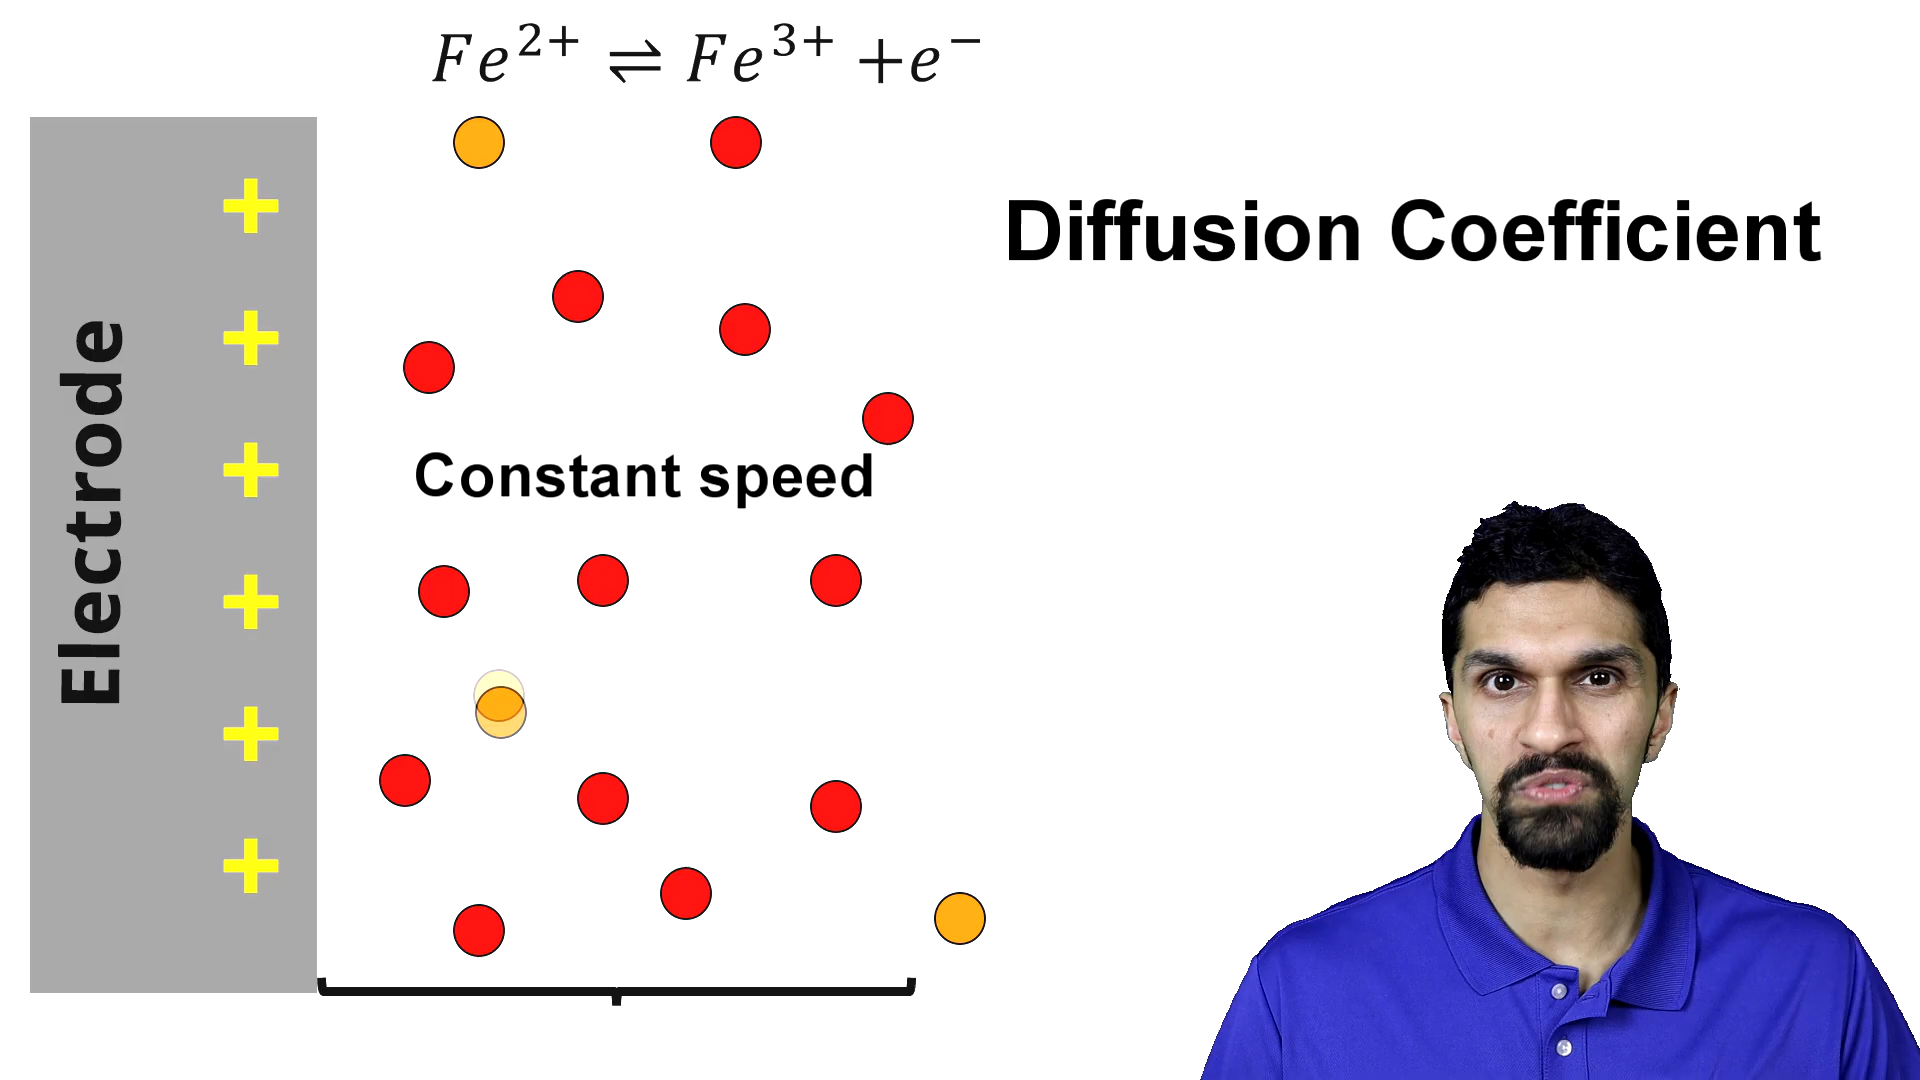 Fe²⁺ ⇌ Fe³⁺ +e⁻
Diffusion Coefficient
Electrode
+
+
+
+
+
+
Constant speed